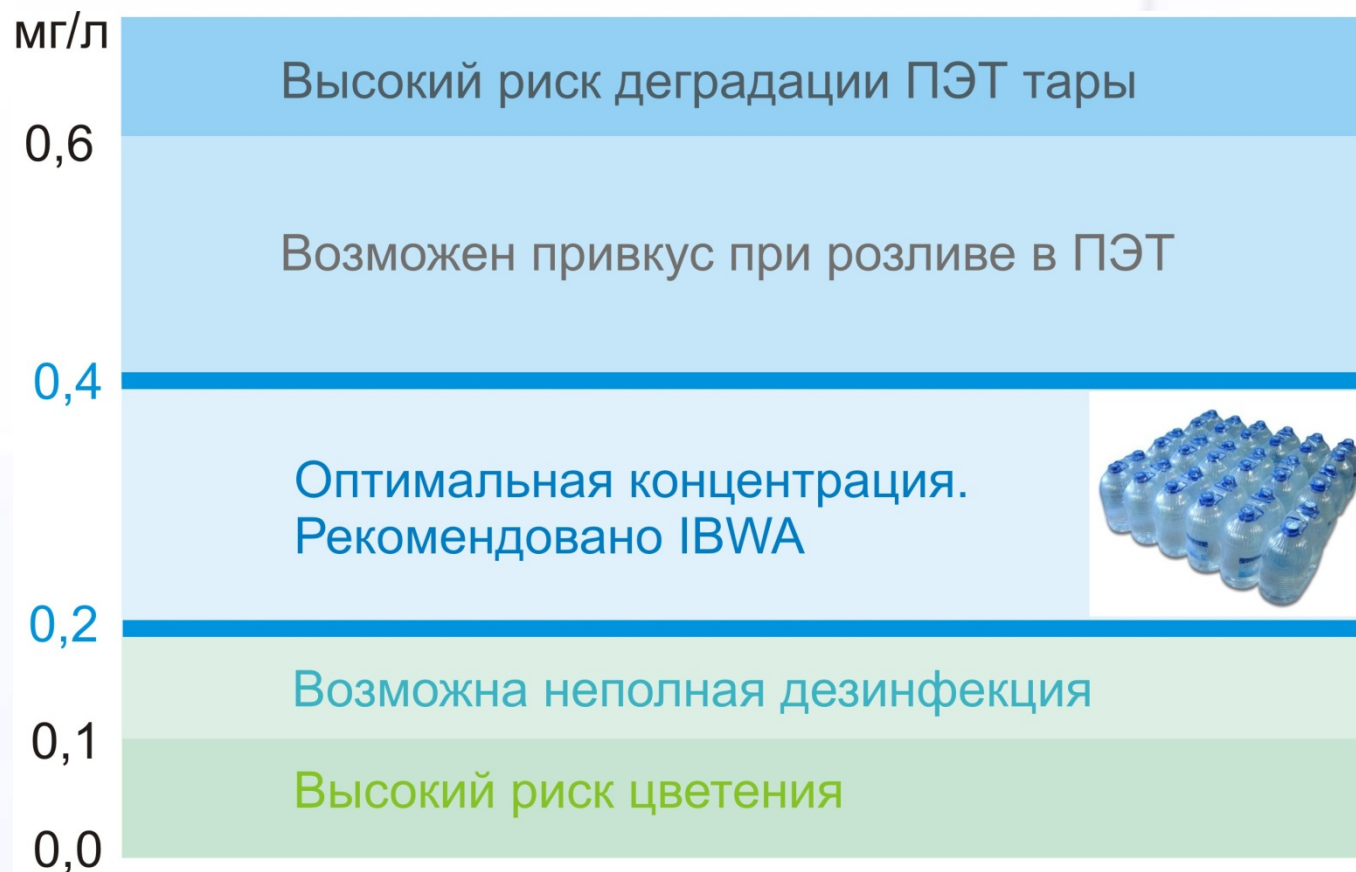 мг/л
Высокий риск деградации ПЭТ тары
0,6
Возможен привкус при розливе в ПЭТ
0,4
Оптимальная концентрация.
Рекомендовано IBWA
0,2
Возможна неполная дезинфекция
0,1
Высокий риск цветения
0,0